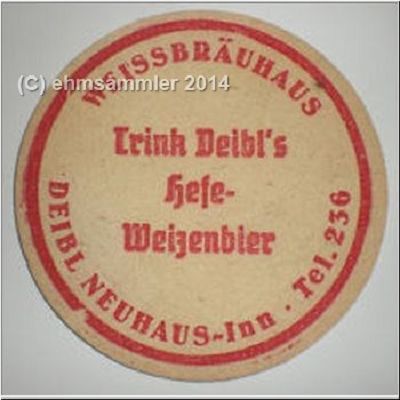 (C) ehmsammler 2014
WEISSBRÄUHAUS
Trink Deibl's
Hefe-
Weizenbier
DEIBL NEUHAUS-Inn · Tel. 236